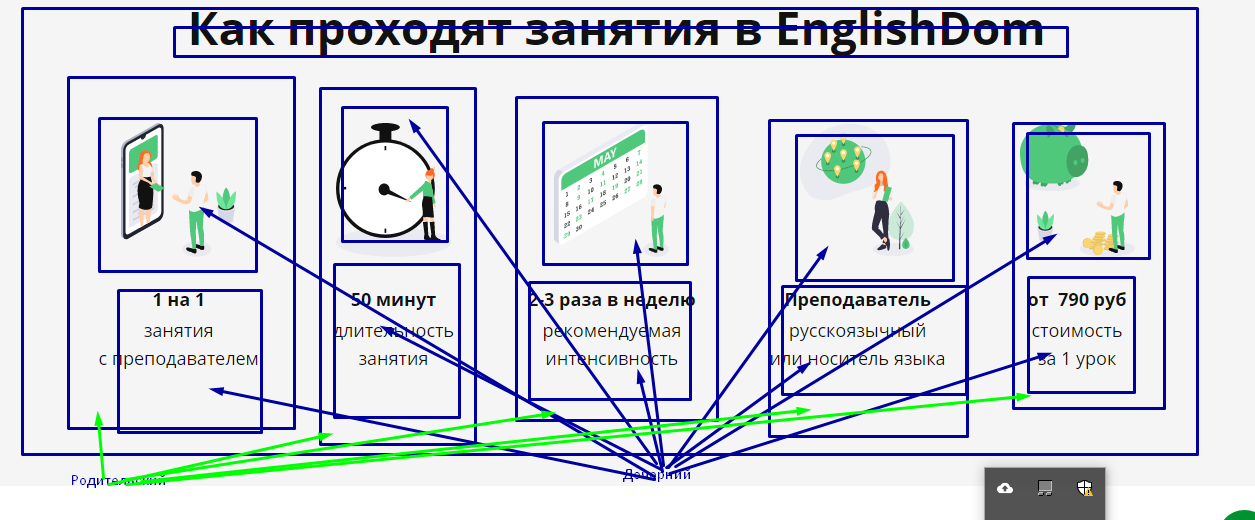 Как проходят занятия в EnglishDom
MAY
1 на 1
занятия
с преподавателем
50 минут
длительность
занятия
2-3 раза в неделю
рекомендуемая
интенсивность
Преподаватель
русскоязычный
или носитель языка
от 790 руб
стоимость
за 1 урок
Родительский
Дочерний